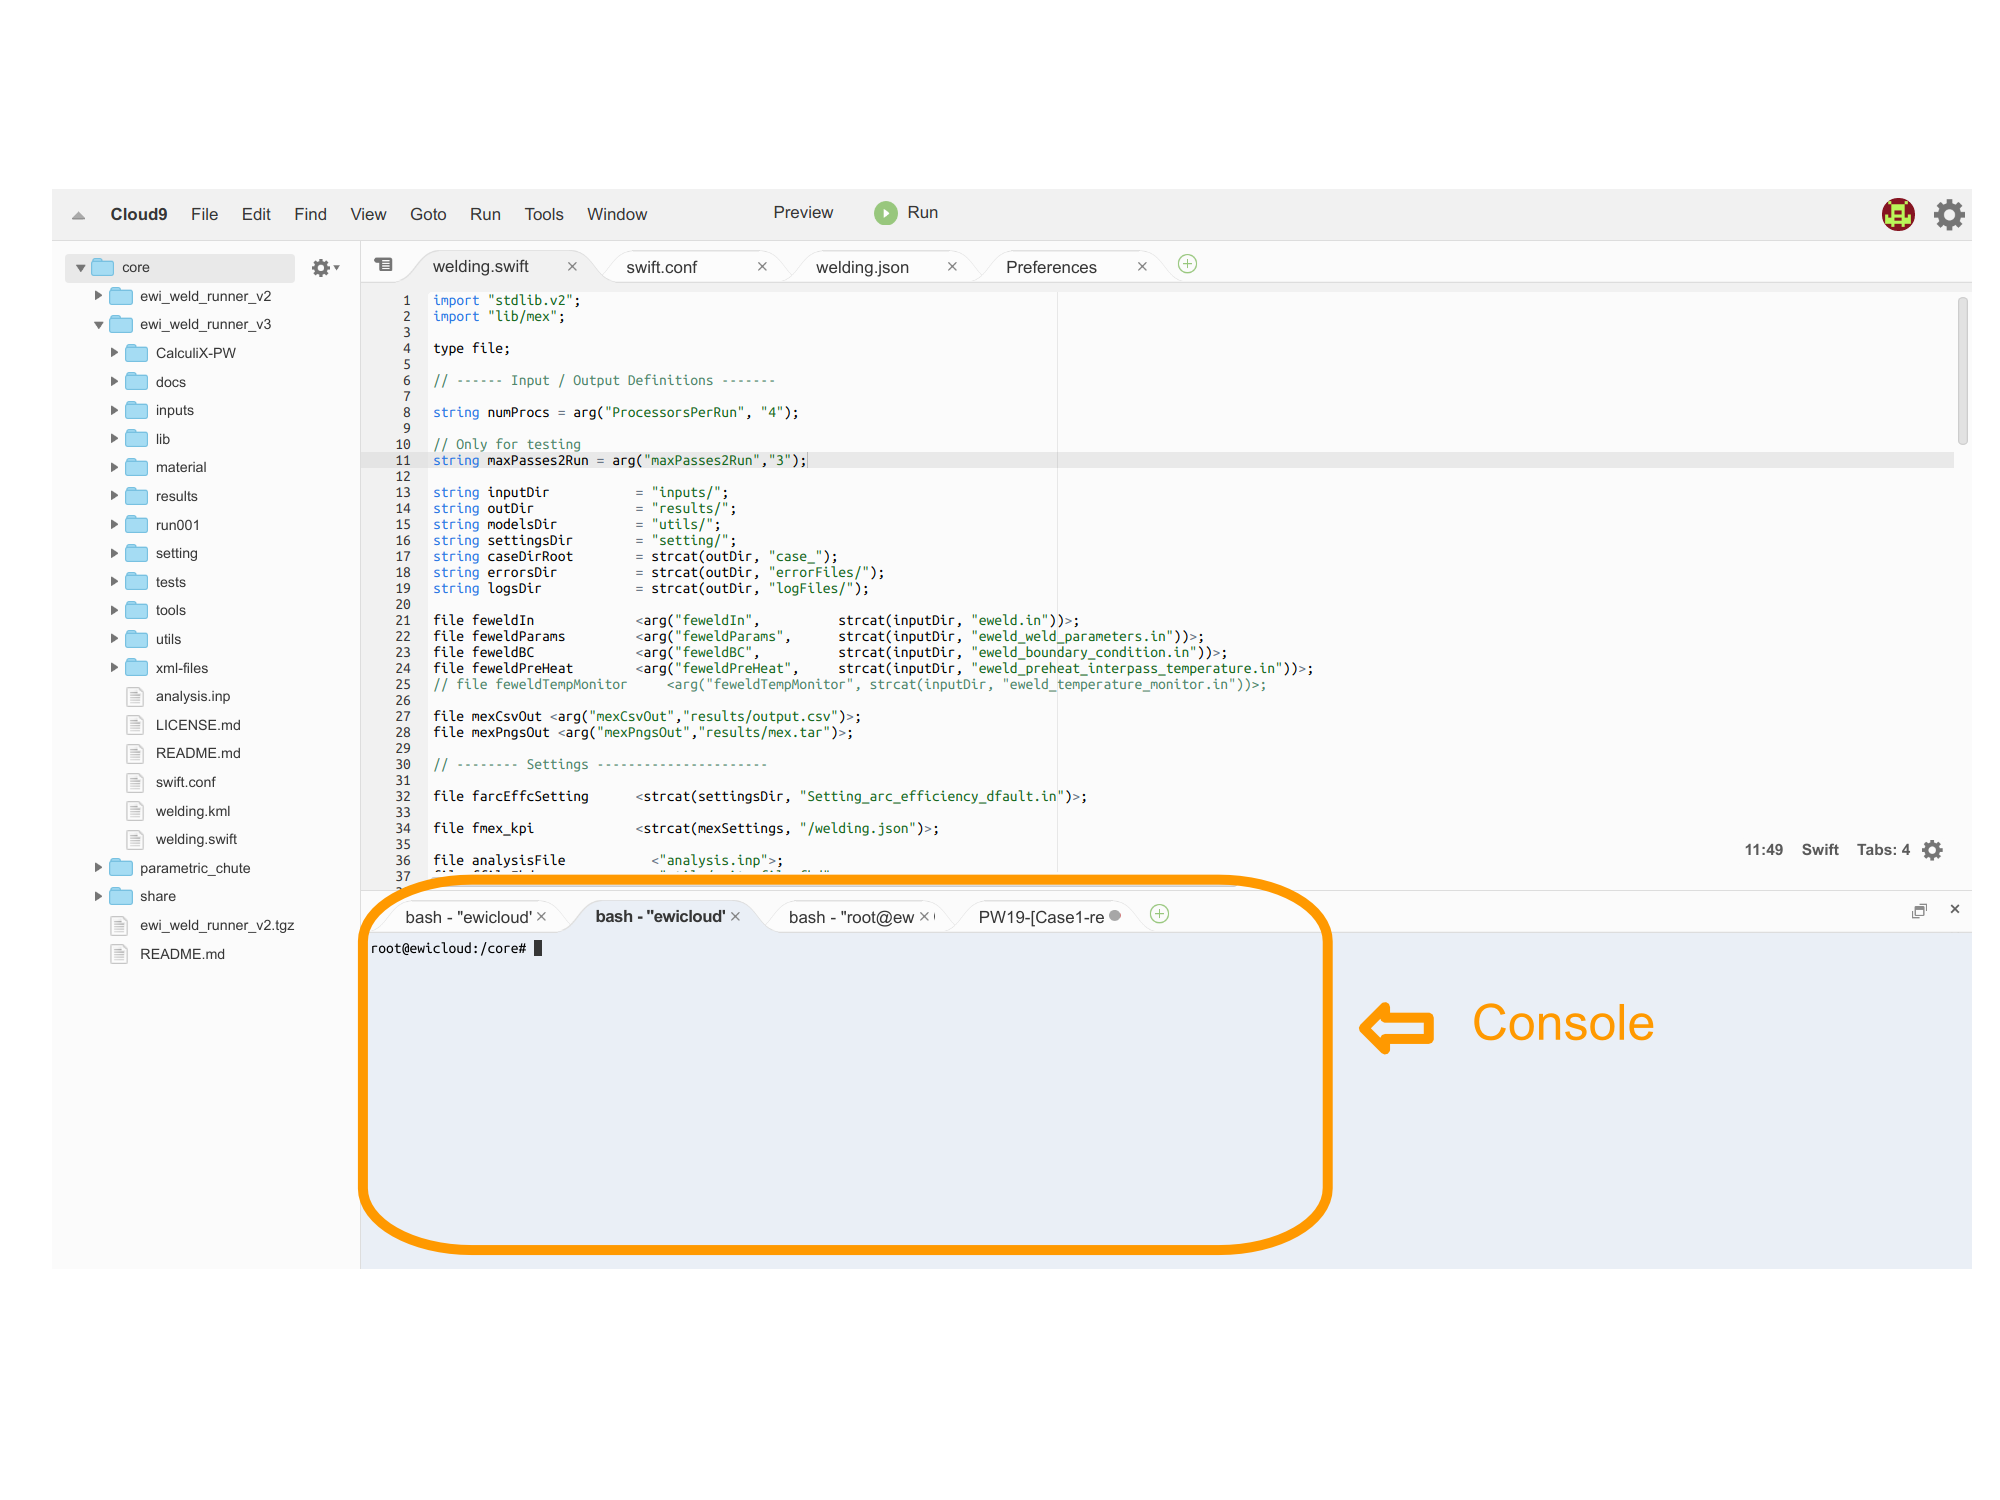 Cloud9 File Edit Find View Goto Run Tools Window Preview Run
core
ewi_weld_runner_v2
ewi_weld_runner_v3
CalculiX-PW
docs
inputs
lib
material
results
run001
setting
tests
tools
utils
xml-files
analysis.inp
LICENSE.md
README.md
swift.conf
welding.kml
welding.swift
parametric_chute
share
ewi_weld_runner_v2.tgz
README.md
welding.swift swift.conf welding.json Preferences
1 import "stdlib.v2";
2 import "lib/mex";
3
4 type file;
5
6 // ------ Input / Output Definitions -------
7
8 string numProcs = arg("ProcessorsPerRun", "4");
9
10 // Only for testing
11 string maxPasses2Run = arg("maxPasses2Run","3");
12
13 string inputDir = "inputs/";
14 string outDir = "results/";
15 string modelsDir = "utils/";
16 string settingsDir = "setting/";
17 string caseDirRoot = strcat(outDir, "case_");
18 string errorsDir = strcat(outDir, "errorFiles/");
19 string logsDir = strcat(outDir, "logFiles/");
20
21 file feweldIn <arg("feweldIn", strcat(inputDir, "eweld.in"))>;
22 file feweldParams <arg("feweldParams", strcat(inputDir, "eweld_weld_parameters.in"))>;
23 file feweldBC <arg("feweldBC", strcat(inputDir, "eweld_boundary_condition.in"))>;
24 file feweldPreHeat <arg("feweldPreHeat", strcat(inputDir, "eweld_preheat_interpass_temperature.in"))>;
25 // file feweldTempMonitor <arg("feweldTempMonitor", strcat(inputDir, "eweld_temperature_monitor.in"))>;
26
27 file mexCsvOut <arg("mexCsvOut","results/output.csv")>;
28 file mexPngsOut <arg("mexPngsOut","results/mex.tar")>;
29
30 // -------- Settings ----------------------
31
32 file farcEffcSetting <strcat(settingsDir, "Setting_arc_efficiency_dfault.in")>;
33
34 file fmex_kpi <strcat(mexSettings, "/welding.json")>;
35
36 file analysisFile <"analysis.inp">;
37
11:49 Swift Tabs: 4
bash - "ewicloud' bash - "ewicloud' bash - "root@ew PW19-[Case1-re
root@ewicloud:/core#
Console